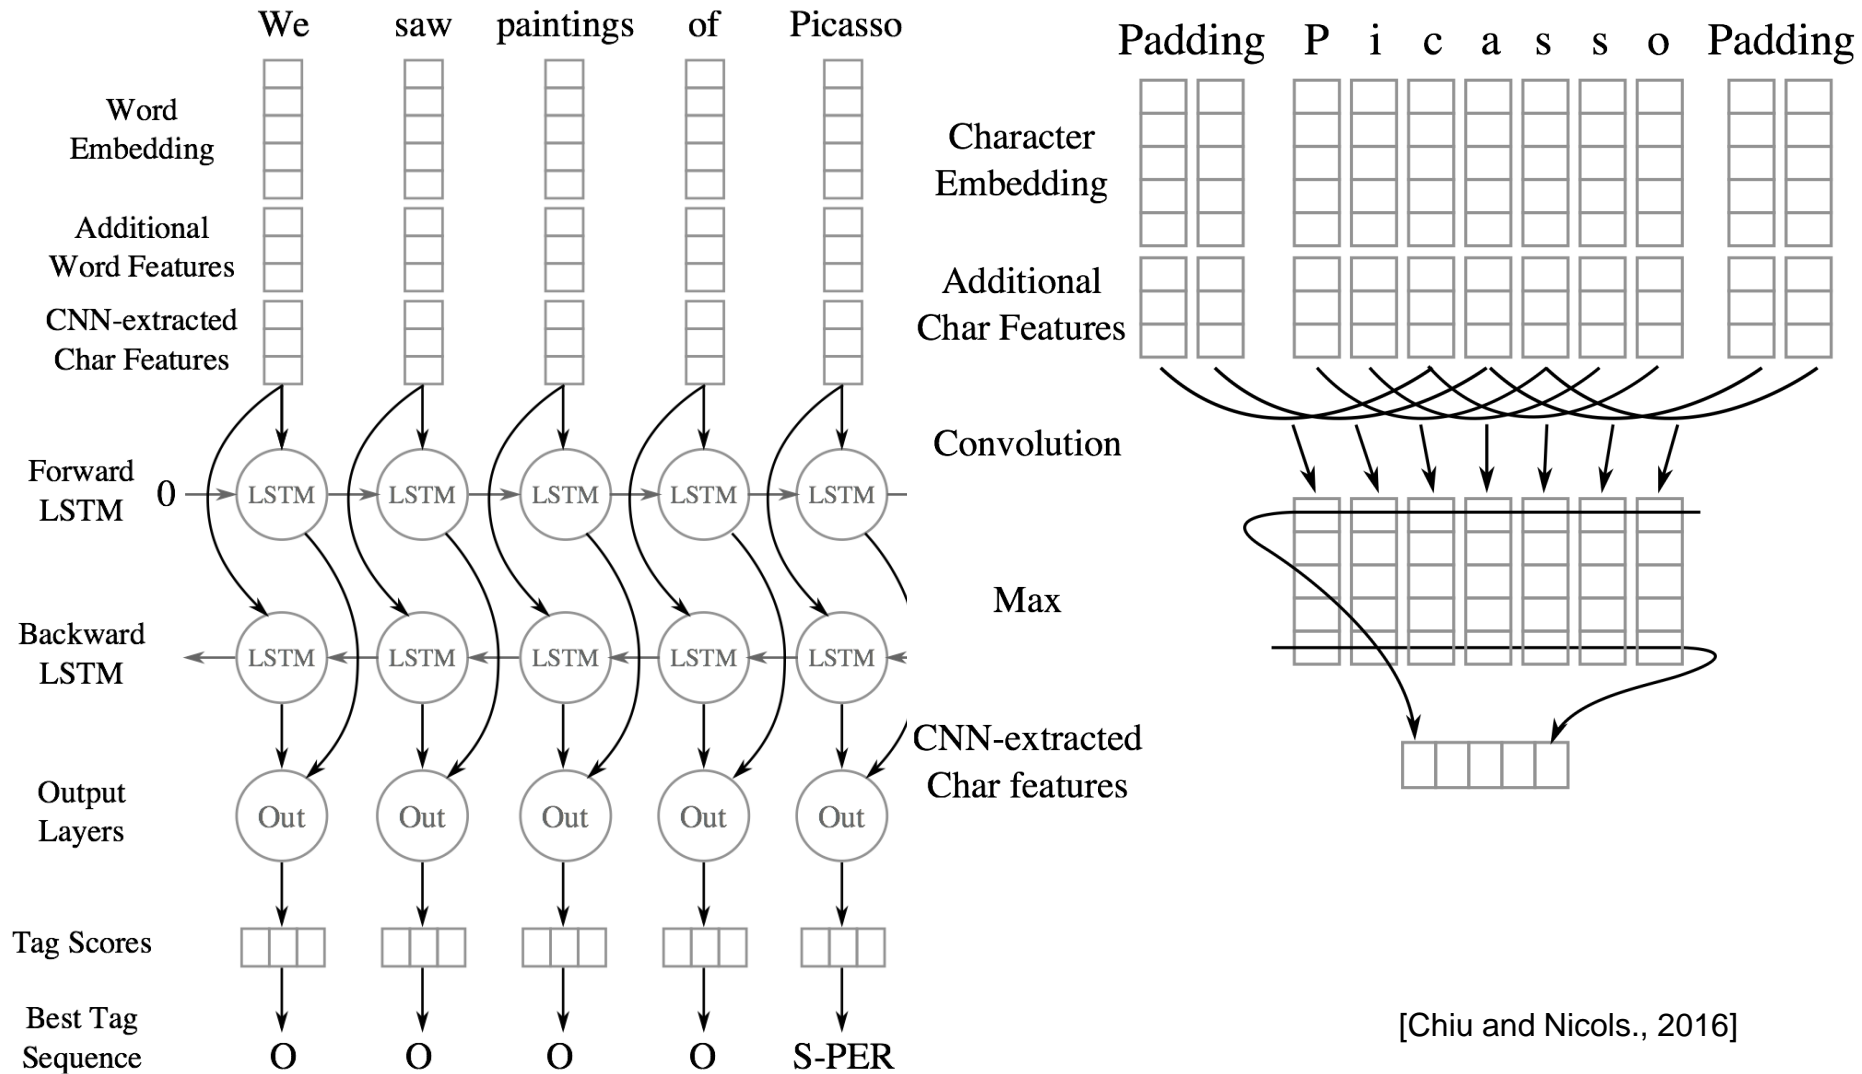 We saw paintings of Picasso
Word
Embedding
Additional
Word Features
CNN-extracted
Char Features
Forward
LSTM
0
LSTM LSTM LSTM LSTM LSTM
Backward
LSTM
LSTM LSTM LSTM LSTM LSTM
Output
Layers
Out Out Out Out Out
Tag Scores
Best Tag
Sequence
O O O O S-PER
Padding P i c a s s o Padding
Character
Embedding
Additional
Char Features
Convolution
Max
CNN-extracted
Char features
[Chiu and Nicols., 2016]